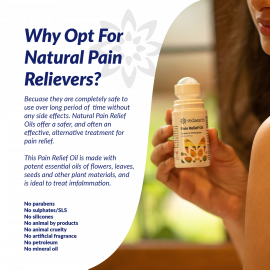 Why Opt For
Natural Pain
Relievers?
Becuase they are completely safe to
use over long period of time without
any side effects. Natural Pain Relief
Oils offer a safer, and often an
effective, alternative treatment for
pain relief.
This Pain Relief Oil is made with
potent essential oils of flowers, leaves,
seeds and other plant materials, and
is ideal to treat infalmmation.
No parabens
No sulphates/SLS
No silicones
No animal by products
No animal cruelty
No artificial fragrance
No petroleum
No mineral oil
Pain Relief Oil